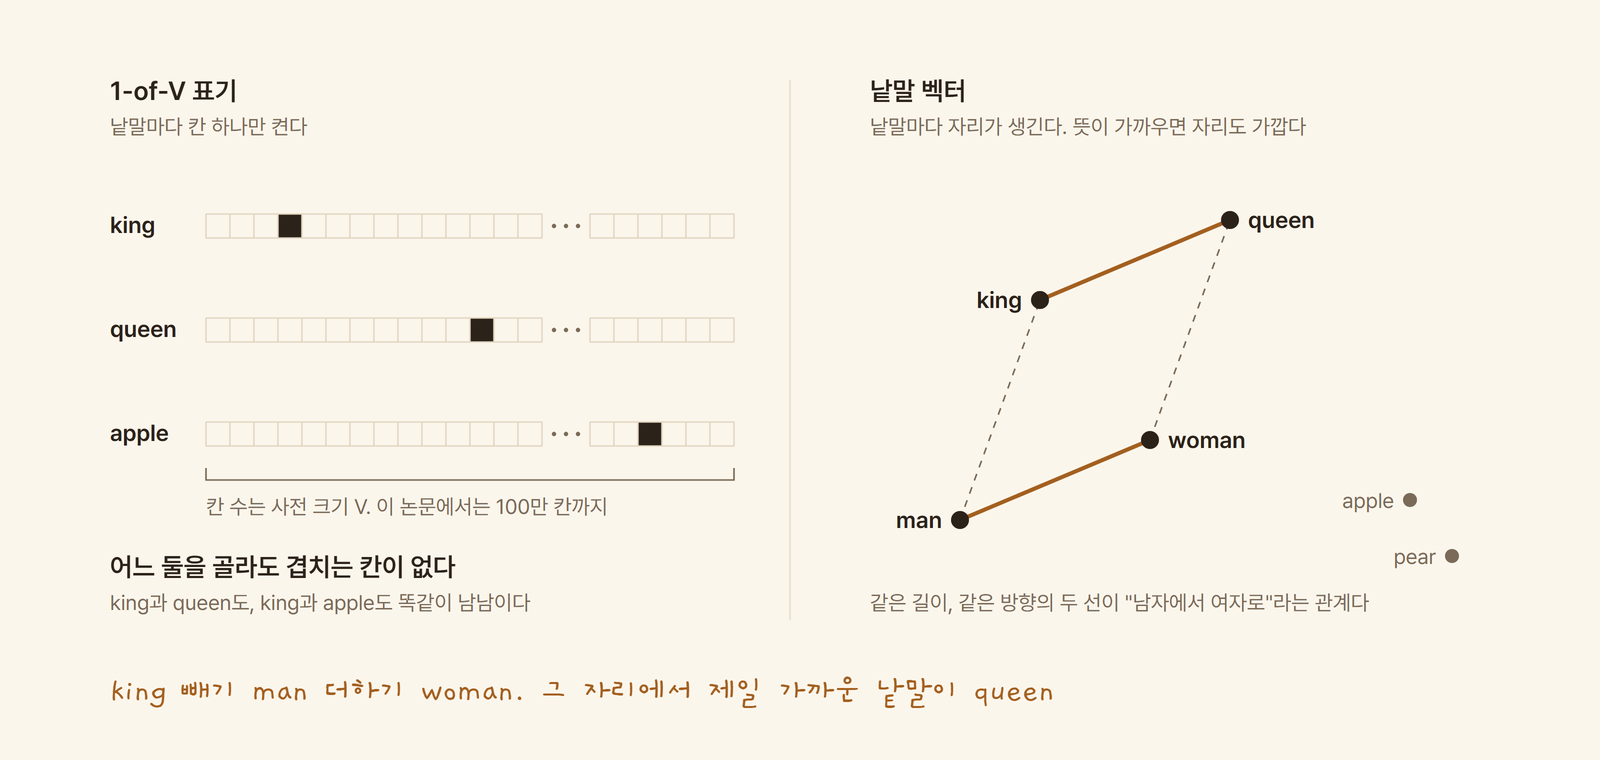 1-of-V 표기
낱말마다 칸 하나만 켠다
king
queen
apple
칸 수는 사전 크기 V. 이 논문에서는 100만 칸까지
어느 둘을 골라도 겹치는 칸이 없다
king과 queen도, king과 apple도 똑같이 남남이다
낱말 벡터
낱말마다 자리가 생긴다. 뜻이 가까우면 자리도 가깝다
queen
king
woman
man
apple
pear
같은 길이, 같은 방향의 두 선이 "남자에서 여자로"라는 관계다
king 빼기 man 더하기 woman. 그 자리에서 제일 가까운 낱말이 queen